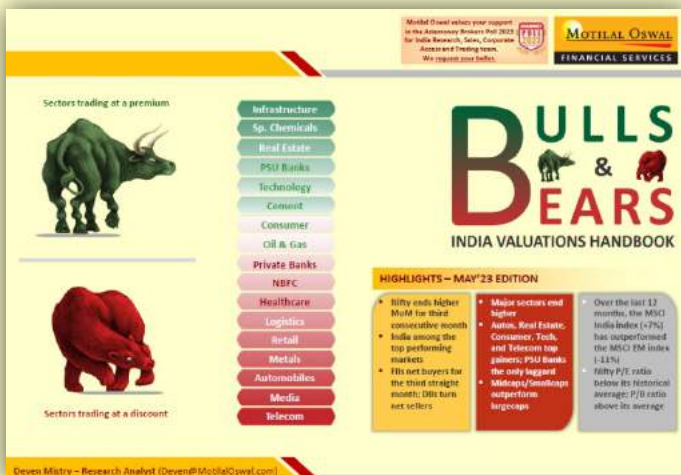 Motilal Oswal values your support
in the Asiamoney Brokers Poll 2023
for India Research, Sales, Corporate
Access and Trading team.
We request your ballot.
MOTILAL OSWAL
FINANCIAL SERVICES
Sectors trading at a premium
Infrastructure
Sp. Chemicals
Real Estate
PSU Banks
Technology
Cement
Consumer
Oil & Gas
Private Banks
NBFC
Healthcare
Logistics
Retail
Metals
Automobiles
Media
Telecom
Sectors trading at a discount
BULLS
&
BEARS
INDIA VALUATIONS HANDBOOK
HIGHLIGHTS – MAY'23 EDITION
• Nifty ends higher
MoM for third
consecutive month
• India among the
top performing
markets
• FIIs net buyers for
the third straight
month; DIIs turn
net sellers
• Major sectors end
higher
• Autos, Real Estate,
Consumer, Tech,
and Telecom top
gainers; PSU Banks
the only laggard
• Midcaps/Smallcaps
outperform
largecaps
• Over the last 12
months, the MSCI
India index (+7%)
has outperformed
the MSCI EM index
(-11%)
• Nifty P/E ratio
below its historical
average; P/B ratio
above its average
Deven Mistry – Research Analyst (Deven@MotilalOswal.com)